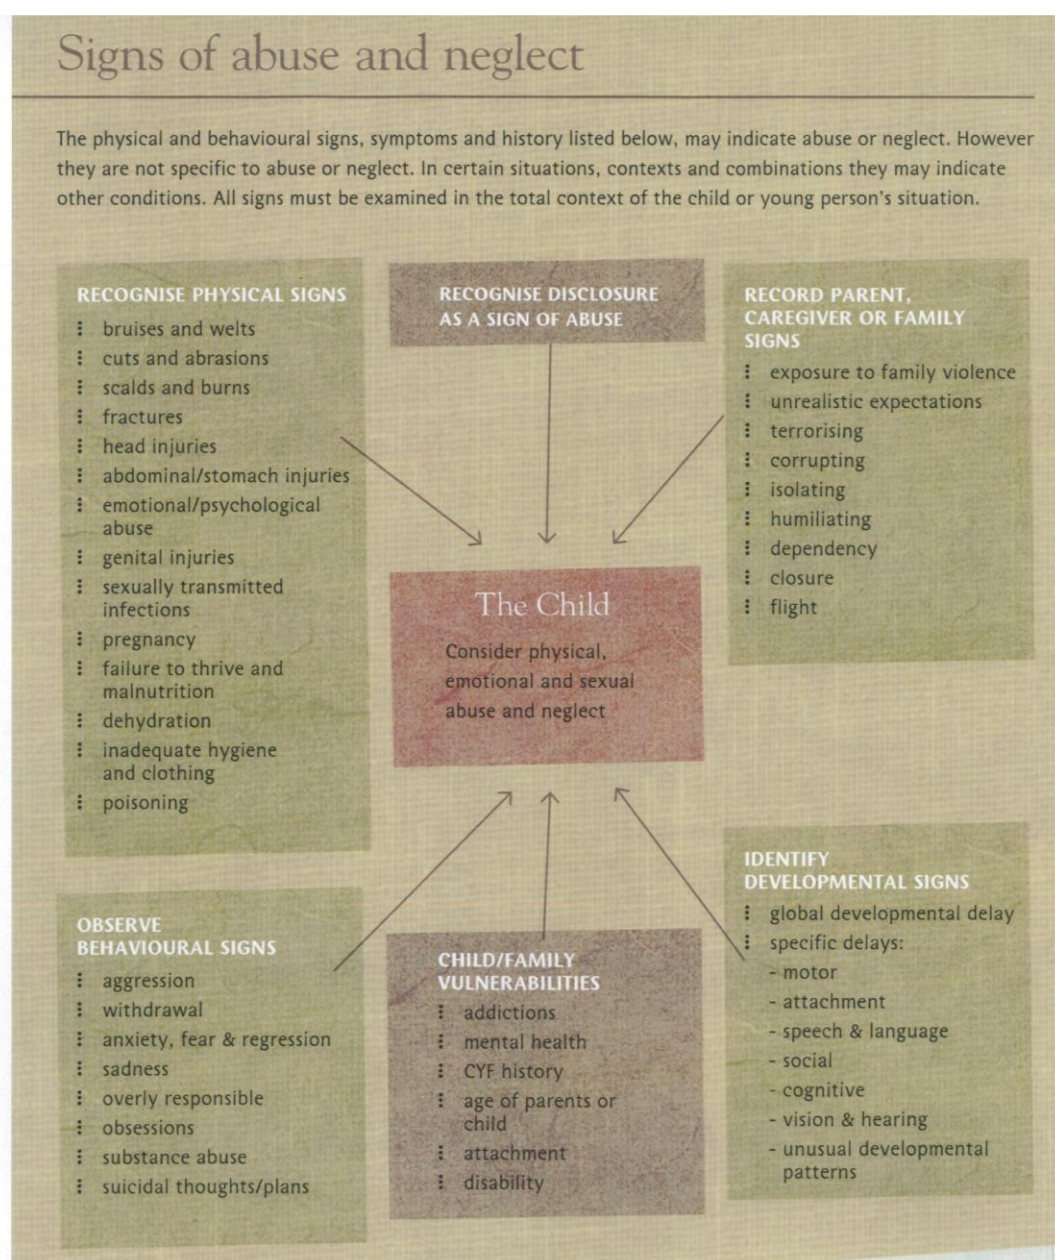 Signs of abuse and neglect
The physical and behavioural signs, symptoms and history listed below, may indicate abuse or neglect. However
they are not specific to abuse or neglect. In certain situations, contexts and combinations they may indicate
other conditions. All signs must be examined in the total context of the child or young person's situation.
RECOGNISE PHYSICAL SIGNS
bruises and welts
cuts and abrasions
scalds and burns
fractures
head injuries
abdominal/stomach injuries
emotional/psychological
abuse
genital injuries
sexually transmitted
infections
pregnancy
failure to thrive and
malnutrition
dehydration
inadequate hygiene
and clothing
poisoning
RECOGNISE DISCLOSURE
AS A SIGN OF ABUSE
RECORD PARENT,
CAREGIVER OR FAMILY
SIGNS
exposure to family violence
unrealistic expectations
terrorising
corrupting
isolating
humiliating
dependency
closure
flight
The Child
Consider physical,
emotional and sexual
abuse and neglect
OBSERVE
BEHAVIOURAL SIGNS
aggression
withdrawal
anxiety, fear & regression
sadness
overly responsible
obsessions
substance abuse
suicidal thoughts/plans
CHILD/FAMILY
VULNERABILITIES
addictions
mental health
CYF history
age of parents or
child
attachment
disability
IDENTIFY
DEVELOPMENTAL SIGNS
global developmental delay
specific delays:
- motor
- attachment
- speech & language
- social
- cognitive
- vision & hearing
- unusual developmental
patterns